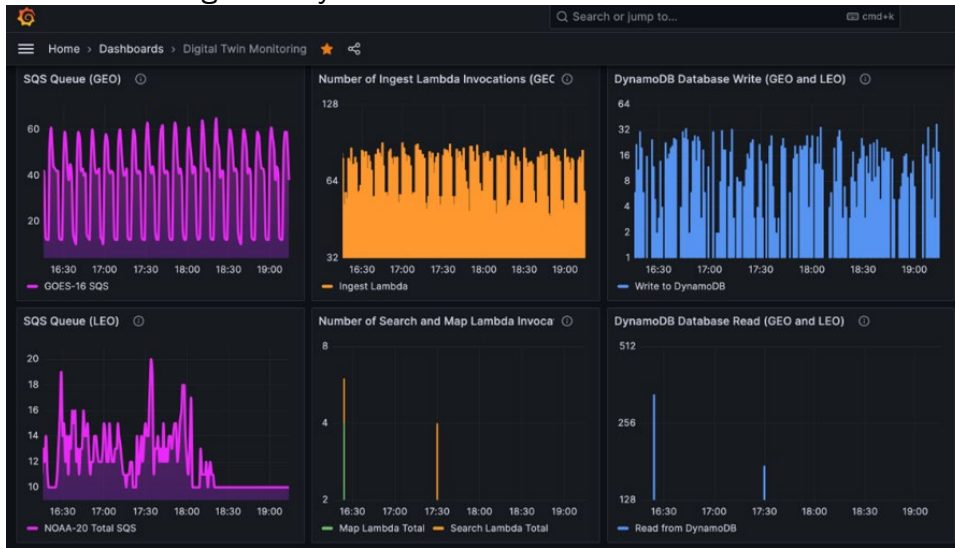 Search or jump to...
cmd+k
Home > Dashboards > Digital Twin Monitoring
SQS Queue (GEO)
60
40
20
16:30 17:00 17:30 18:00 18:30 19:00
GOES-16 SQS
Number of Ingest Lambda Invocations (GEC
128
64
32
16:30 17:00 17:30 18:00 18:30 19:00
Ingest Lambda
DynamoDB Database Write (GEO and LEO)
64
32
16
8
4
2
1
16:30 17:00 17:30 18:00 18:30 19:00
Write to DynamoDB
SQS Queue (LEO)
20
18
16
14
12
10
16:30 17:00 17:30 18:00 18:30 19:00
NOAA-20 Total SQS
Number of Search and Map Lambda Invoca
8
4
2
16:30 17:00 17:30 18:00 18:30 19:00
Map Lambda Total Search Lambda Total
DynamoDB Database Read (GEO and LEO)
512
256
128
16:30 17:00 17:30 18:00 18:30 19:00
Read from DynamoDB